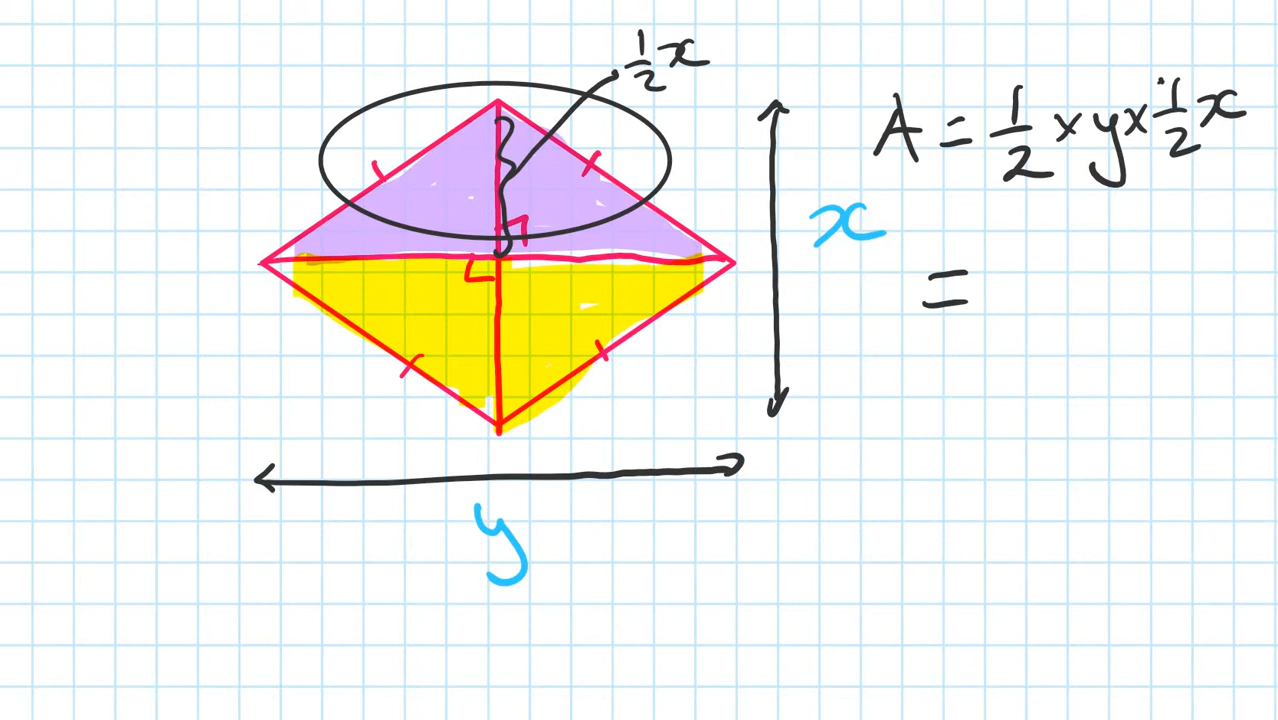 ½x
A = ½ × y × ½x
x
=
y